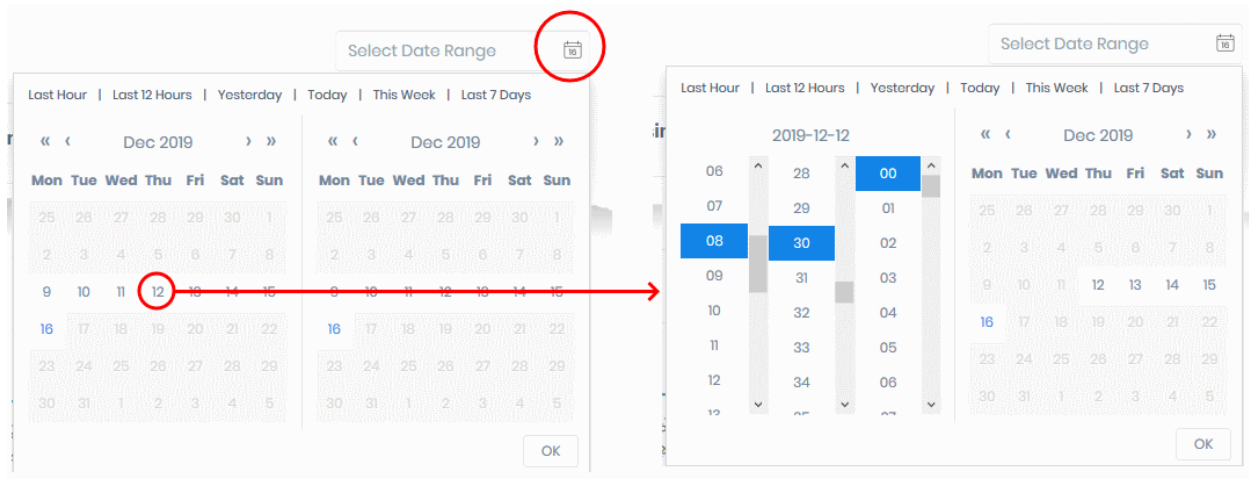 Select Date Range 16
Last Hour | Last 12 Hours | Yesterday | Today | This Week | Last 7 Days
« ‹ Dec 2019 › »
Mon Tue Wed Thu Fri Sat Sun
25 26 27 28 29 30 1
2 3 4 5 6 7 8
9 10 11 12 13 14 15
16 17 18 19 20 21 22
23 24 25 26 27 28 29
30 31 1 2 3 4 5
« ‹ Dec 2019 › »
Mon Tue Wed Thu Fri Sat Sun
25 26 27 28 29 30 1
2 3 4 5 6 7 8
9 10 11 12 13 14 15
16 17 18 19 20 21 22
23 24 25 26 27 28 29
30 31 1 2 3 4 5
OK
Select Date Range 16
Last Hour | Last 12 Hours | Yesterday | Today | This Week | Last 7 Days
2019-12-12
06 28 00
07 29 01
08 30 02
09 31 03
10 32 04
11 33 05
12 34 06
13 35 07
« ‹ Dec 2019 › »
Mon Tue Wed Thu Fri Sat Sun
25 26 27 28 29 30 1
2 3 4 5 6 7 8
9 10 11 12 13 14 15
16 17 18 19 20 21 22
23 24 25 26 27 28 29
30 31 1 2 3 4 5
OK